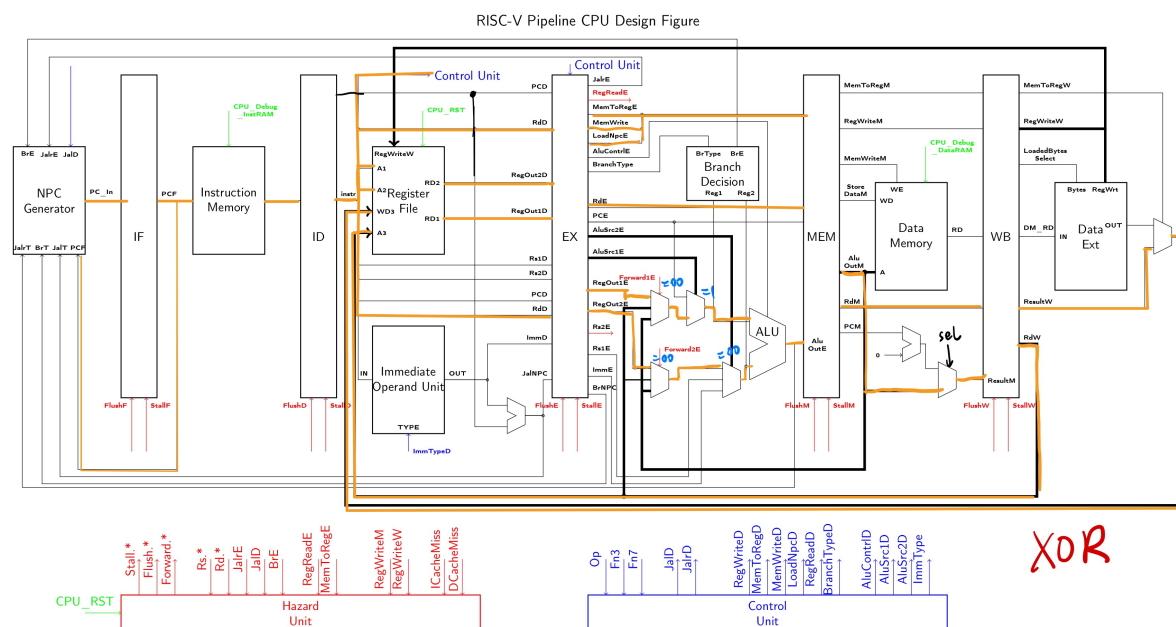 RISC-V Pipeline CPU Design Figure
Control Unit
Control Unit
JalrE
PCD
RegReadE
MemToRegE
MemToRegM
MemToRegW
CPU_Debug
_InstRAM
CPU_RST
RdD
MemWrite
LoadNpcE
AluContrlE
BranchType
RegWriteM
RegWriteW
CPU_Debug
_DataRAM
LoadedBytes
Select
BrE JalrE JalD
NPC
Generator
JalrT BrT JalT PCF
PC_In
IF
PCF
Instruction
Memory
ID
instr
RegWriteW
A1
A2
WD3
A3
Register
File
RD2
RD1
RegOut2D
RegOut1D
EX
BrType BrE
Branch
Decision
Reg1 Reg2
MemWriteM
Store
DataM
MEM
WE
WD
Data
Memory
A
RD
WB
DM_RD
Bytes RegWrt
IN
OUT
Data
Ext
RdE
PCE
AluSrc2E
AluSrc1E
Alu
OutM
Rs1D
Rs2D
PCD
RdD
RegOut1E
RegOut2E
Forward1E
=00
=1
ALU
Alu
OutE
RdM
PCM
0
sel
ResultM
ResultW
RdW
Rs2E
Rs1E
ImmE
BrNPC
Forward2E
=00
=00
ImmD
JalNPC
IN
Immediate
Operand Unit
OUT
TYPE
ImmTypeD
FlushF StallF
FlushD StallD
FlushE StallE
FlushM StallM
FlushW StallW
XOR
Stall.*
Flush.*
Forward.*
Rs.*
Rd.*
JalrE
JalD
BrE
RegReadE
MemToRegE
RegWriteM
RegWriteW
ICacheMiss
DCacheMiss
CPU_RST
Hazard
Unit
Op
Fn3
Fn7
JalD
JalrD
RegWriteD
MemToRegD
MemWriteD
LoadNpcD
RegReadD
BranchTypeD
AluContrlD
AluSrc1D
AluSrc2D
ImmType
Control
Unit